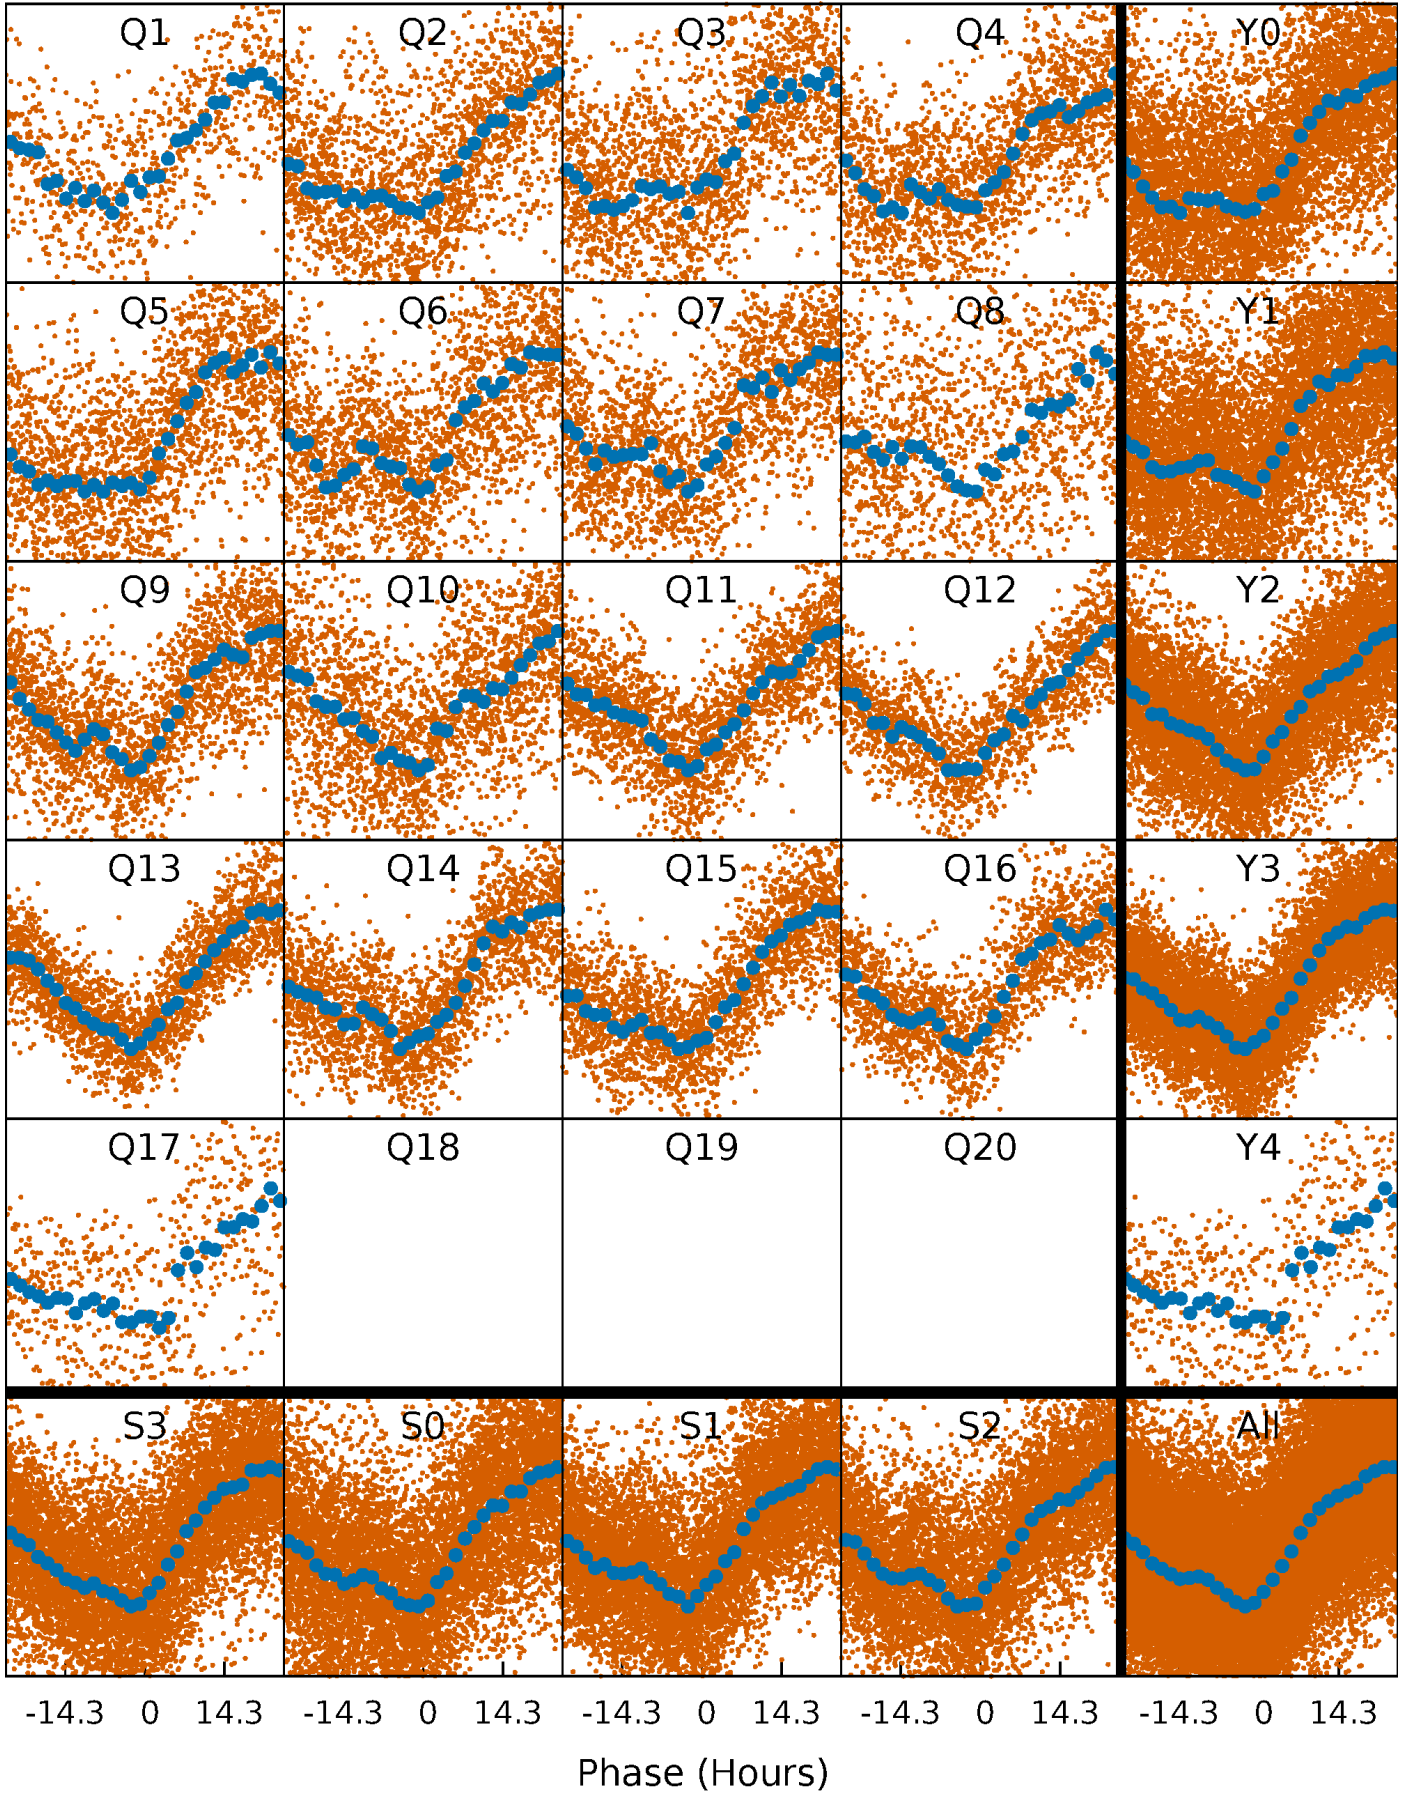 Q1 Q2 Q3 Q4 Y0
Q5 Q6 Q7 Q8 Y1
Q9 Q10 Q11 Q12 Y2
Q13 Q14 Q15 Q16 Y3
Q17 Q18 Q19 Q20 Y4
S3 S0 S1 S2 All
-14.3 0 14.3 -14.3 0 14.3 -14.3 0 14.3 -14.3 0 14.3 -14.3 0 14.3
Phase (Hours)